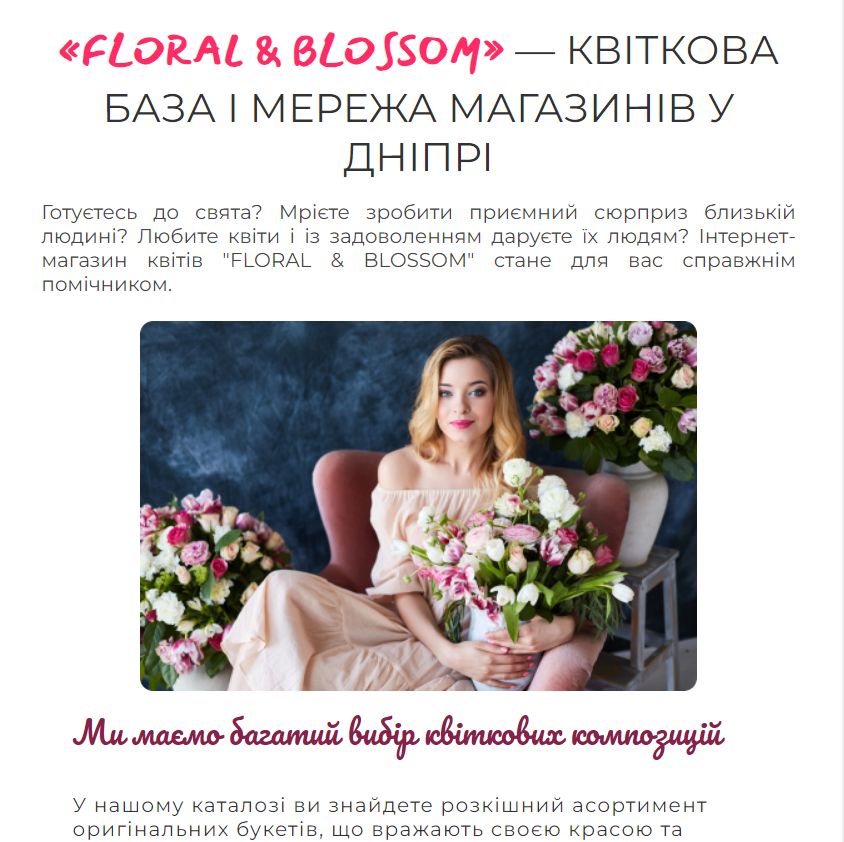 «FLORAL & BLOSSOM» — КВІТКОВА
БАЗА І МЕРЕЖА МАГАЗИНІВ У
ДНІПРІ
Готуєтесь до свята? Мрієте зробити приємний сюрприз близькій
людині? Любите квіти і із задоволенням даруєте їх людям? Інтернет-
магазин квітів "FLORAL & BLOSSOM" стане для вас справжнім
помічником.
Ми маємо багатий вибір квіткових композицій
У нашому каталозі ви знайдете розкішний асортимент
оригінальних букетів, що вражають своєю красою та